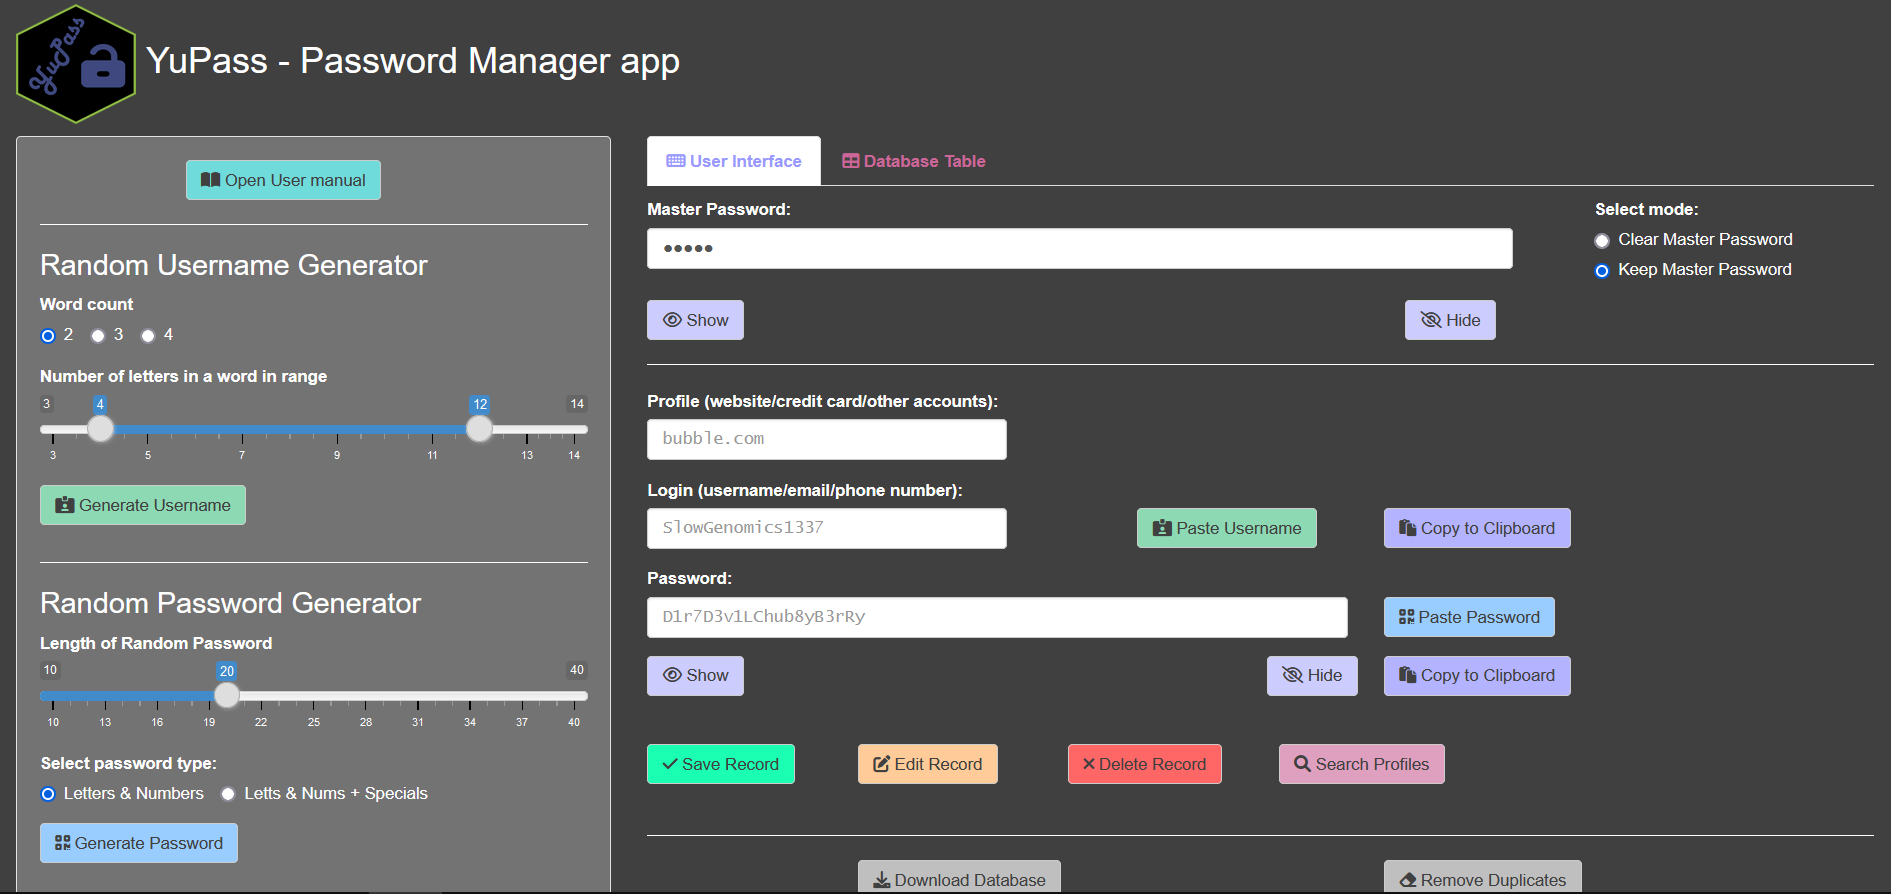 YuPass
YuPass - Password Manager app
Open User manual
Random Username Generator
Word count
2 3 4
Number of letters in a word in range
3 4 12 14
3 5 7 9 11 13 14
Generate Username
Random Password Generator
Length of Random Password
10 20 40
10 13 16 19 22 25 28 31 34 37 40
Select password type:
Letters & Numbers Letts & Nums + Specials
Generate Password
User Interface Database Table
Master Password:
•••••
Show Hide
Select mode:
Clear Master Password
Keep Master Password
Profile (website/credit card/other accounts):
bubble.com
Login (username/email/phone number):
SlowGenomics1337 Paste Username Copy to Clipboard
Password:
D1r7D3v1LChub8yB3rRy Paste Password
Show Hide Copy to Clipboard
Save Record Edit Record Delete Record Search Profiles
Download Database Remove Duplicates